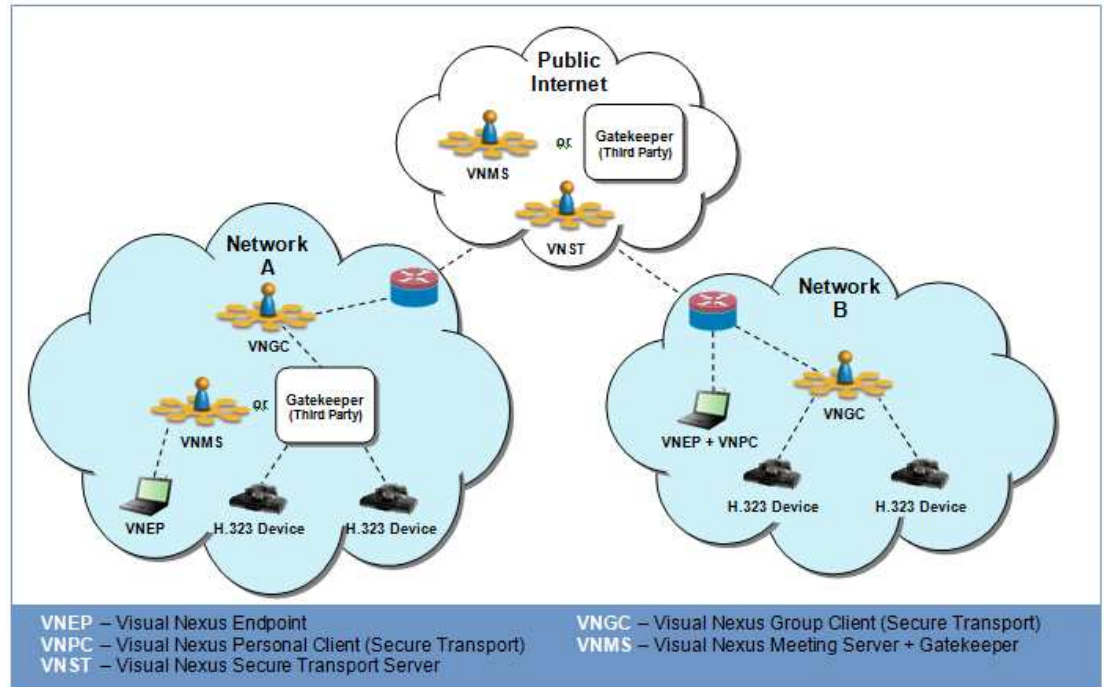 Public
Internet
VNMS
or
Gatekeeper
(Third Party)
VNST
Network
A
VNGC
VNMS
or
Gatekeeper
(Third Party)
VNEP
H.323 Device
H.323 Device
Network
B
VNGC
VNEP + VNPC
H.323 Device
H.323 Device
VNEP – Visual Nexus Endpoint
VNPC – Visual Nexus Personal Client (Secure Transport)
VNST – Visual Nexus Secure Transport Server
VNGC – Visual Nexus Group Client (Secure Transport)
VNMS – Visual Nexus Meeting Server + Gatekeeper